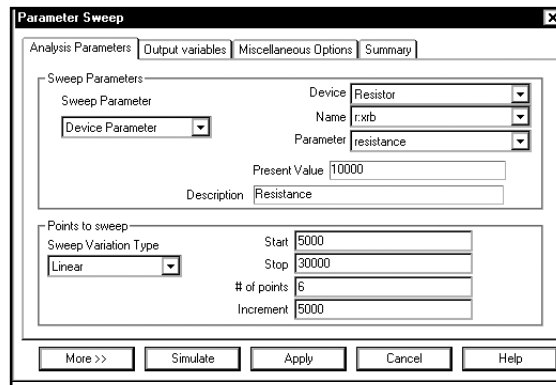 Parameter Sweep
Analysis Parameters Output variables Miscellaneous Options Summary
Sweep Parameters
Sweep Parameter
Device Parameter
Device Resistor
Name r:xrb
Parameter resistance
Present Value 10000
Description Resistance
Points to sweep
Sweep Variation Type
Linear
Start 5000
Stop 30000
# of points 6
Increment 5000
More >> Simulate Apply Cancel Help